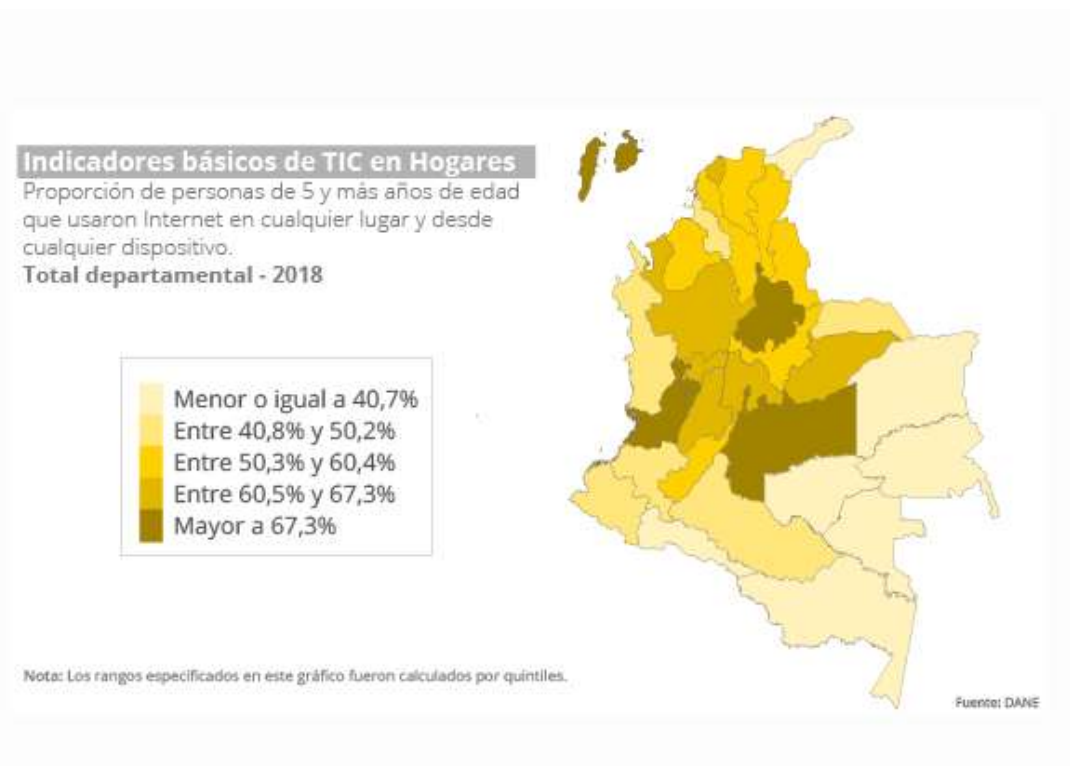 Indicadores básicos de TIC en Hogares
Proporción de personas de 5 y más años de edad
que usaron Internet en cualquier lugar y desde
cualquier dispositivo.
Total departamental - 2018
Menor o igual a 40,7%
Entre 40,8% y 50,2%
Entre 50,3% y 60,4%
Entre 60,5% y 67,3%
Mayor a 67,3%
Nota: Los rangos especificados en este gráfico fueron calculados por quintiles.
Fuente: DANE